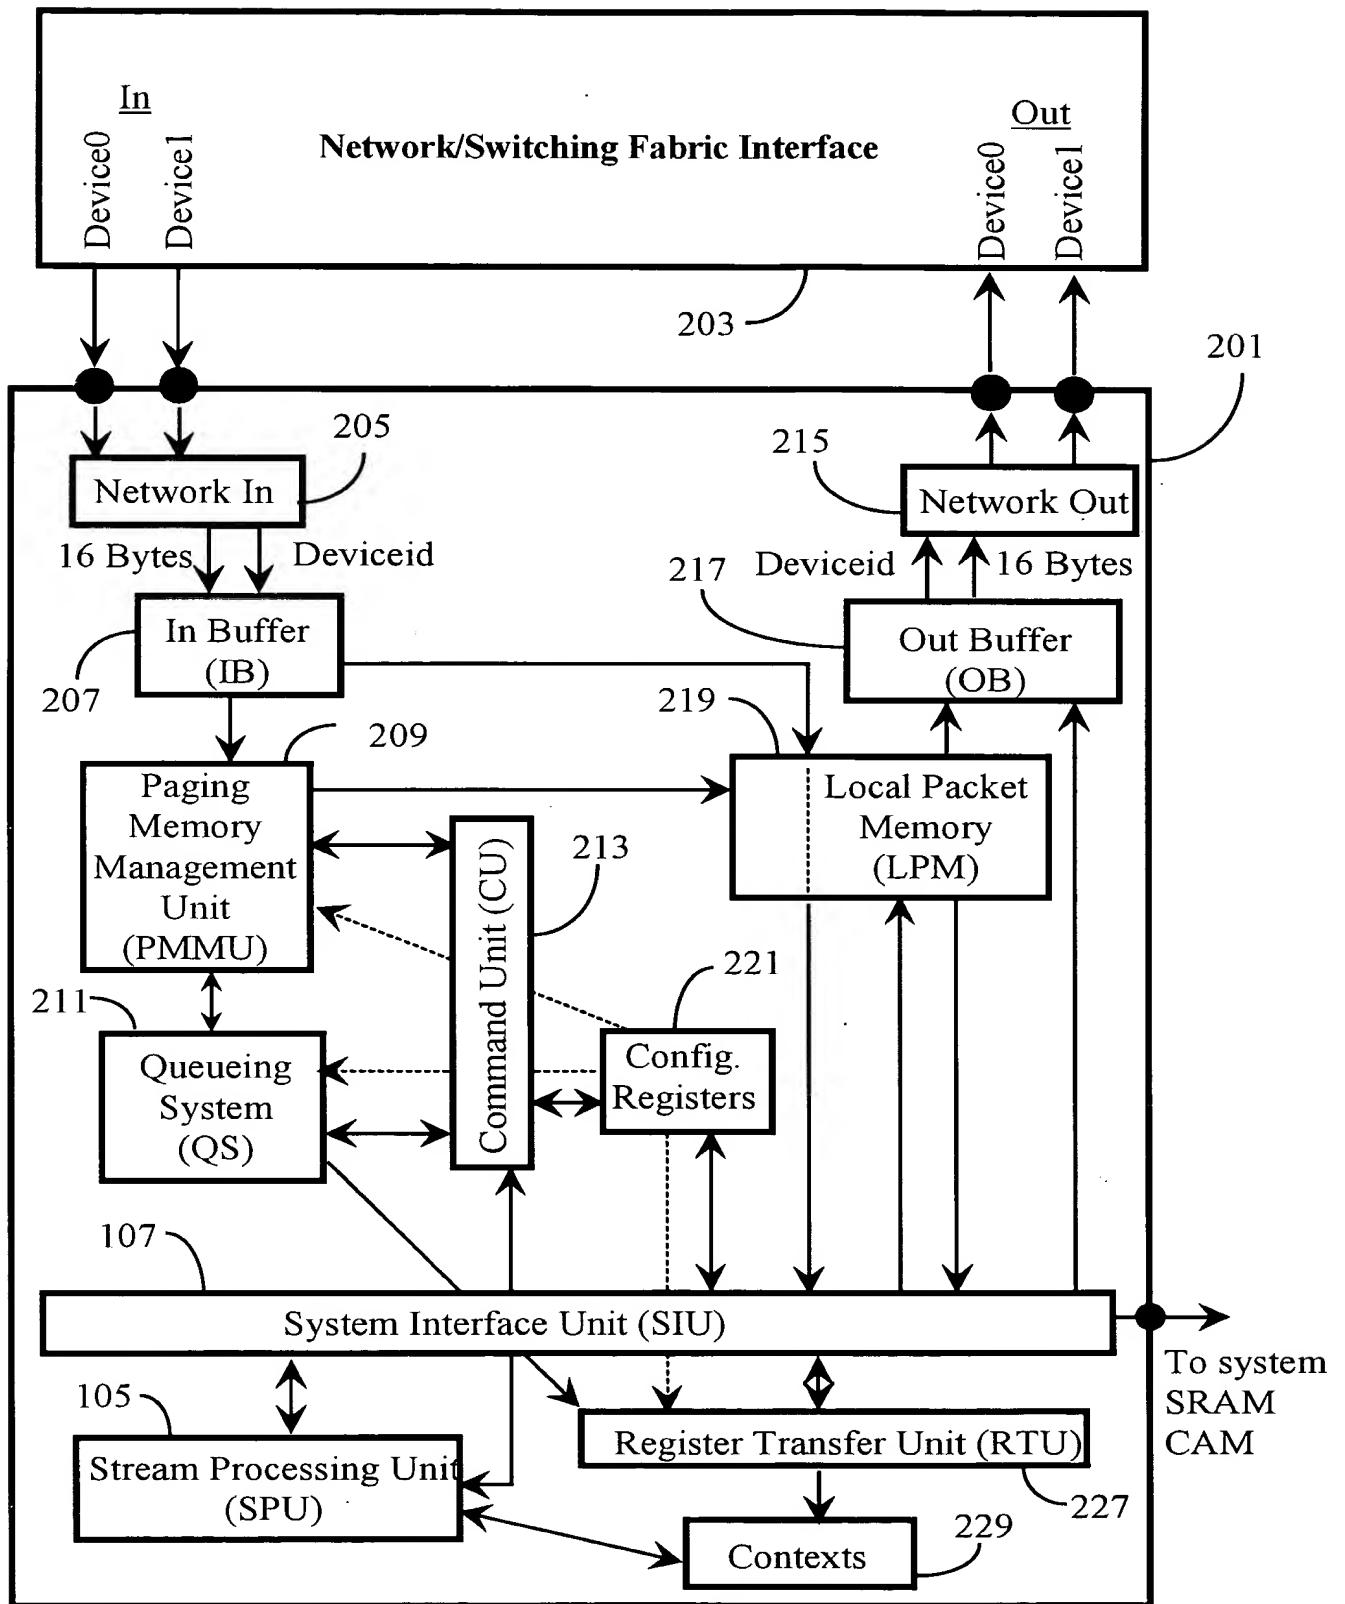 In
Out
Network/Switching Fabric Interface
Device0
Device1
Device0
Device1
203
201
205
215
Network In
Network Out
16 Bytes
Deviceid
217
Deviceid
16 Bytes
In Buffer
(IB)
Out Buffer
(OB)
207
219
209
Paging
Memory
Management
Unit
(PMMU)
Local Packet
Memory
(LPM)
213
Command Unit (CU)
211
221
Queueing
System
(QS)
Config.
Registers
107
System Interface Unit (SIU)
To system
SRAM
CAM
105
Stream Processing Unit
(SPU)
Register Transfer Unit (RTU)
227
229
Contexts